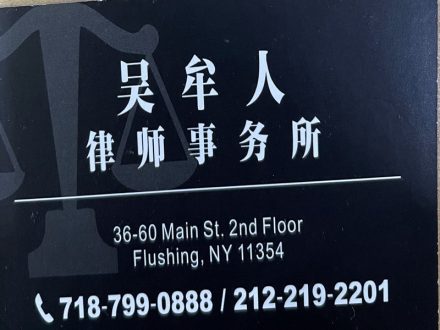 吴牟人
律师事务所
36-60 Main St. 2nd Floor
Flushing, NY 11354
718-799-0888 / 212-219-2201